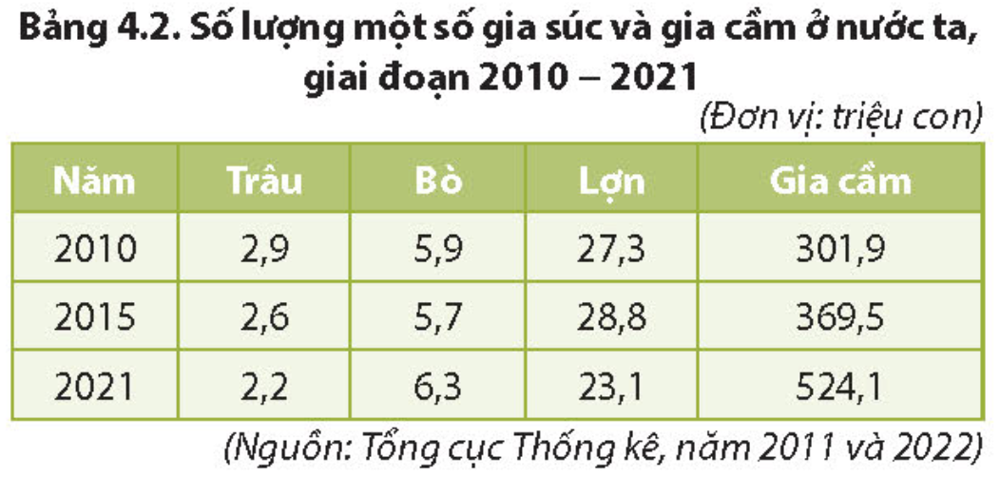 Bảng 4.2. Số lượng một số gia súc và gia cầm ở nước ta,
giai đoạn 2010 – 2021
(Đơn vị: triệu con)
Năm Trâu Bò Lợn Gia cầm
2010 2,9 5,9 27,3 301,9
2015 2,6 5,7 28,8 369,5
2021 2,2 6,3 23,1 524,1
(Nguồn: Tổng cục Thống kê, năm 2011 và 2022)